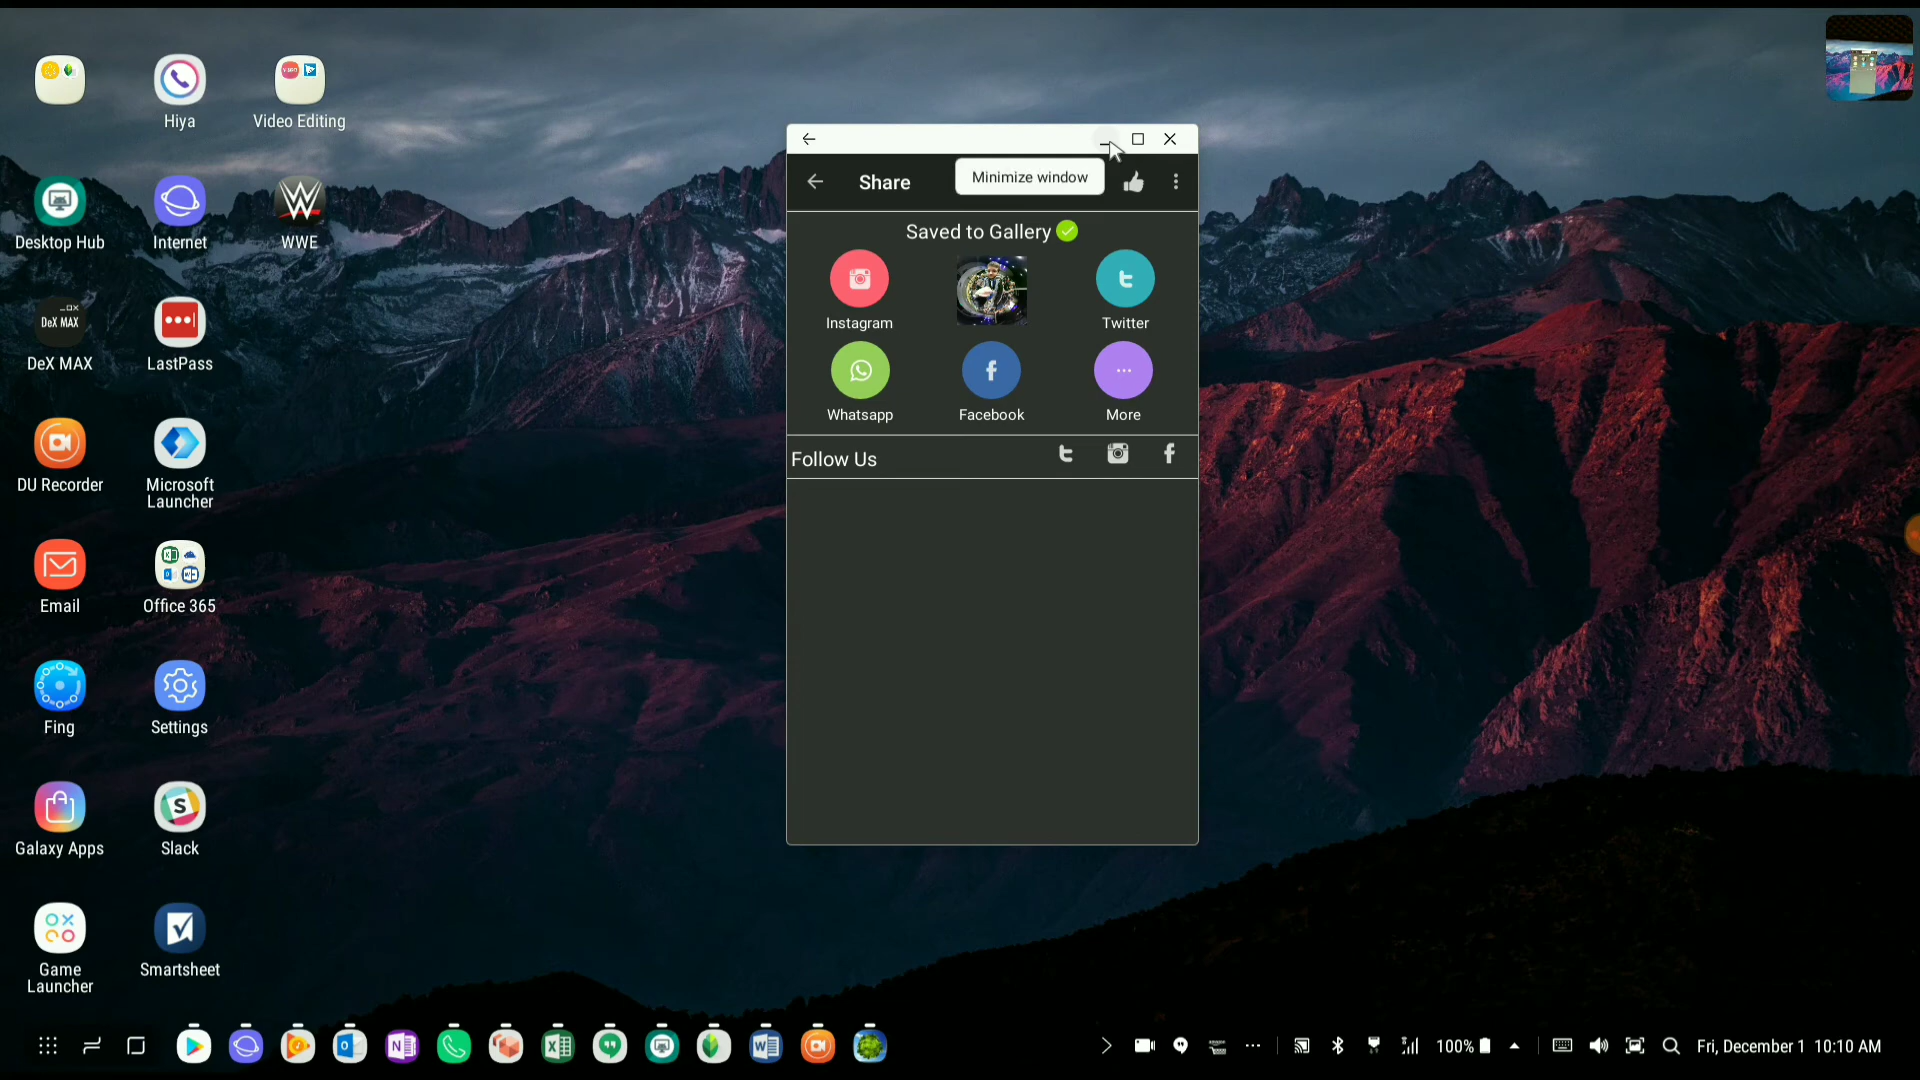 Hiya
Video Editing
Desktop Hub
Internet
WWE
DeX MAX
DeX MAX
LastPass
DU Recorder
Microsoft
Launcher
Email
Office 365
Fing
Settings
Galaxy Apps
Slack
Game
Launcher
Smartsheet
Share
Minimize window
Saved to Gallery
Instagram
Twitter
Whatsapp
Facebook
More
Follow Us
100%
Fri, December 1 10:10 AM